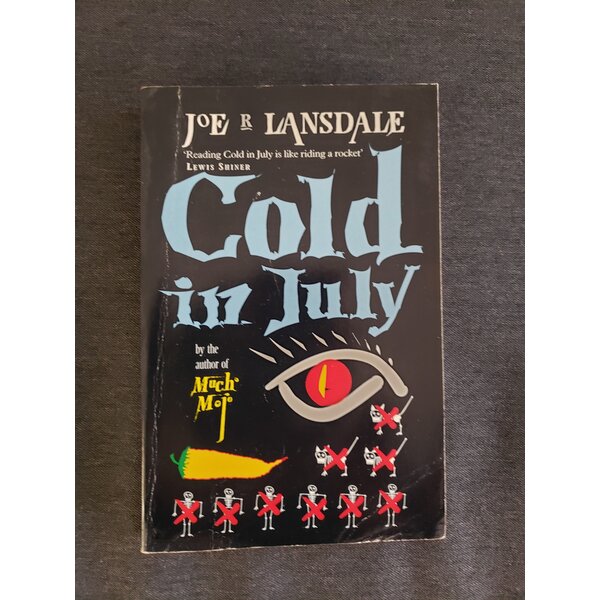 JOE R LANSDALE
'Reading Cold in July is like riding a rocket'
LEWIS SHINER
Cold
in July
by the
author of
Much
Mojo